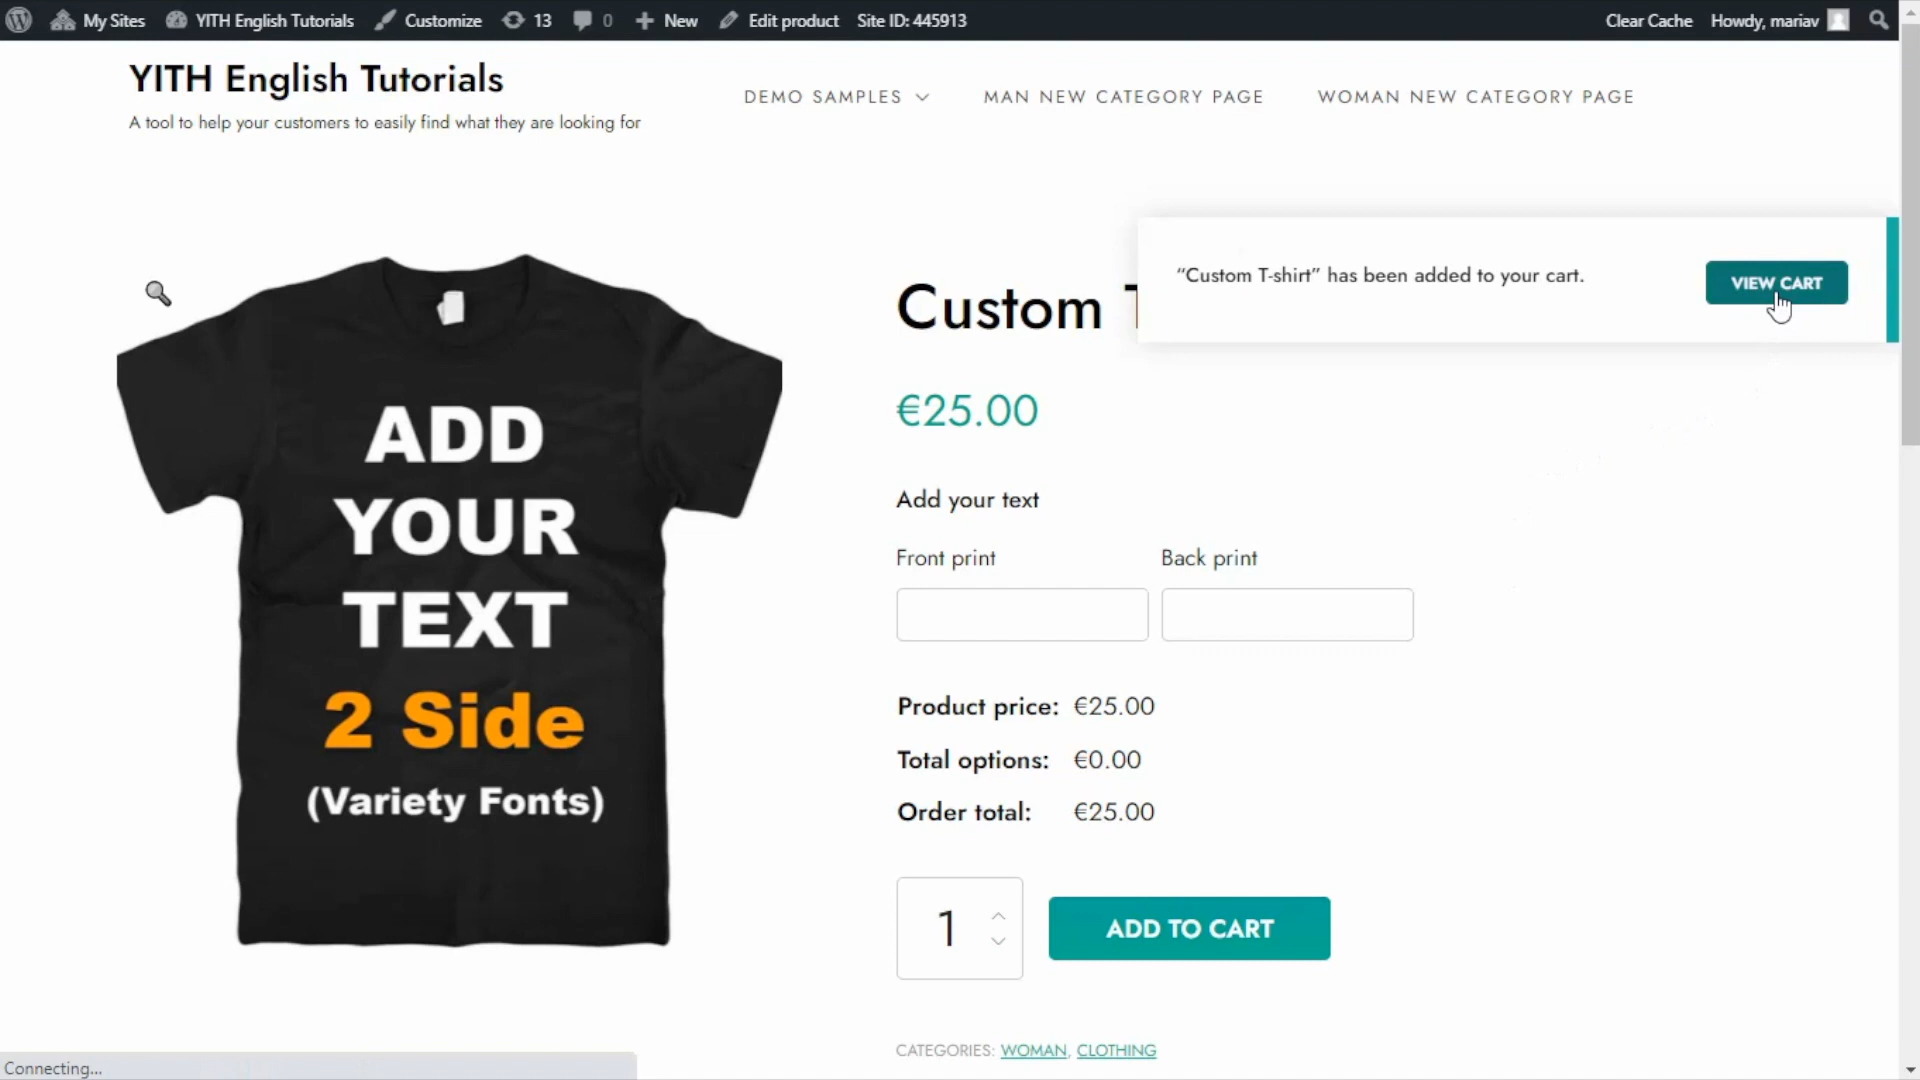 My Sites
YITH English Tutorials
Customize
13
0
New
Edit product
Site ID: 445913
Clear Cache
Howdy, mariav
YITH English Tutorials
A tool to help your customers to easily find what they are looking for
DEMO SAMPLES
MAN NEW CATEGORY PAGE
WOMAN NEW CATEGORY PAGE
“Custom T-shirt” has been added to your cart.
VIEW CART
Custom
€25.00
Add your text
Front print
Back print
Product price: €25.00
Total options: €0.00
Order total: €25.00
1
ADD TO CART
CATEGORIES: WOMAN, CLOTHING
ADD
YOUR
TEXT
2 Side
(Variety Fonts)
Connecting...